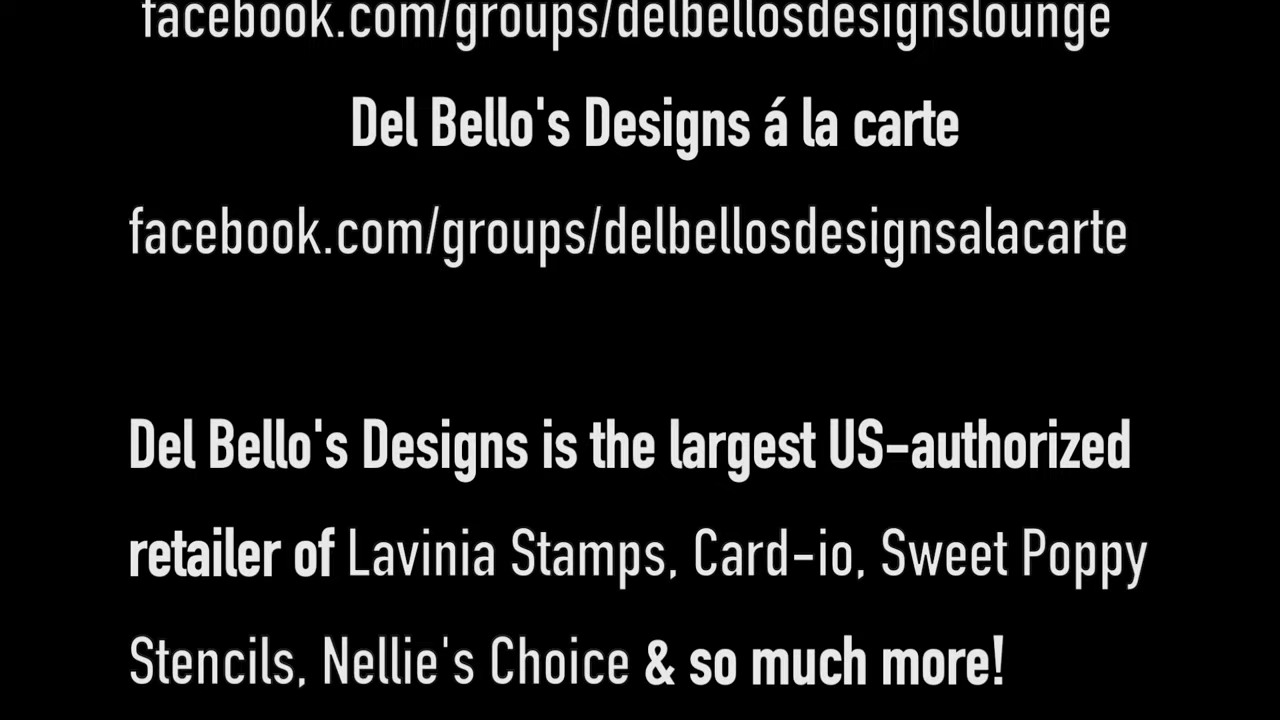 facebook.com/groups/delbellosdesignslounge
Del Bello's Designs á la carte
facebook.com/groups/delbellosdesignsalacarte
Del Bello's Designs is the largest US-authorized
retailer of Lavinia Stamps, Card-io, Sweet Poppy
Stencils, Nellie's Choice & so much more!